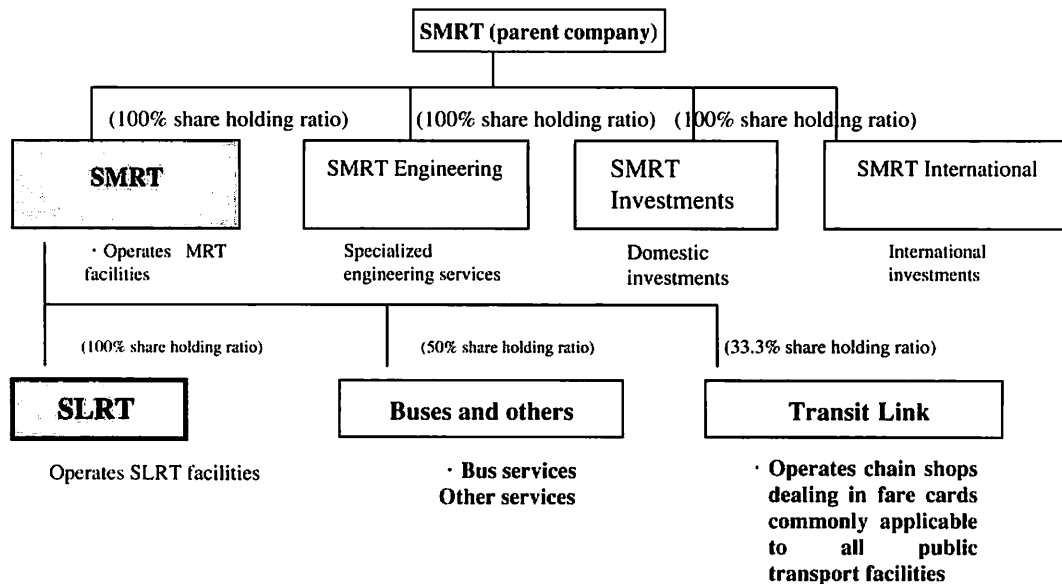 SMRT (parent company)
(100% share holding ratio) (100% share holding ratio) (100% share holding ratio)
SMRT
SMRT Engineering
SMRT
Investments
SMRT International
· Operates MRT
facilities
Specialized
engineering services
Domestic
investments
International
investments
(100% share holding ratio)
(50% share holding ratio)
(33.3% share holding ratio)
SLRT
Buses and others
Transit Link
Operates SLRT facilities
· Bus services
Other services
· Operates chain shops
dealing in fare cards
commonly applicable
to all public
transport facilities